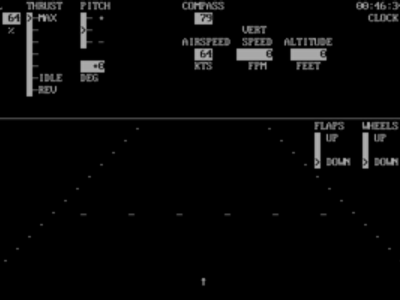 THRUST PITCH COMPASS 00:46:3
64 MAX + 79 CLOCK
% - VERT
AIRSPEED SPEED ALTITUDE
64 0 0
+0 KTS FPM FEET
IDLE DEG
REV
FLAPS WHEELS
UP UP
DOWN DOWN